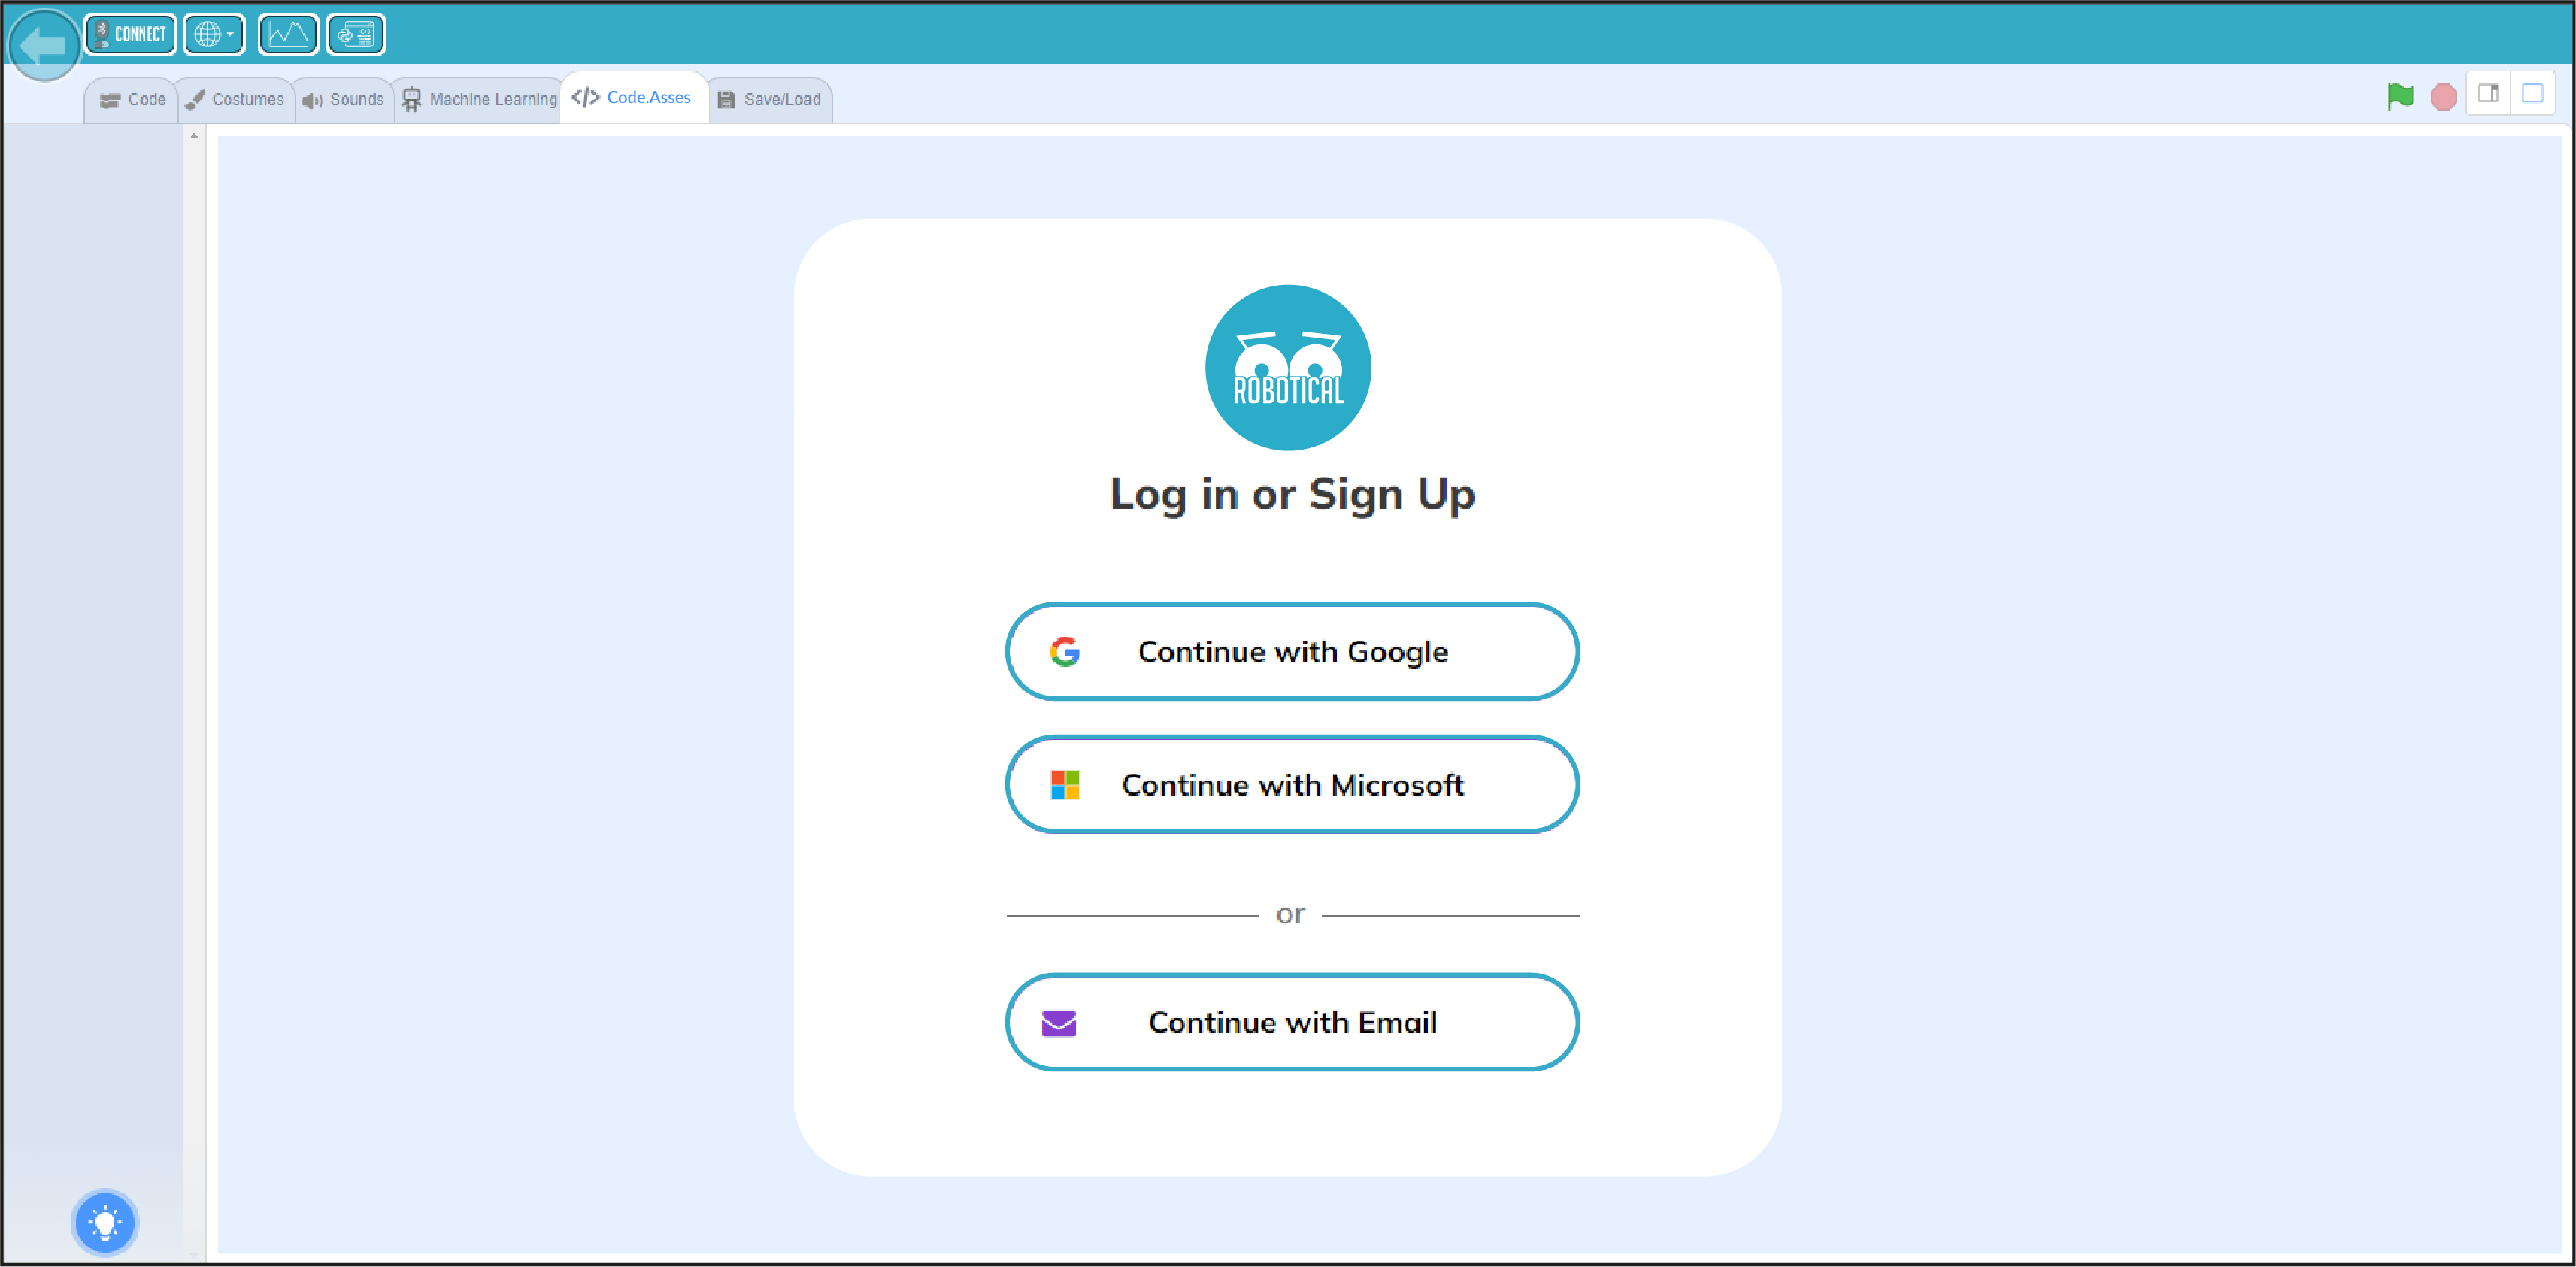 CONNECT
Code Costumes Sounds Machine Learning </> Code.Asses Save/Load
ROBOTICAL
Log in or Sign Up
Continue with Google
Continue with Microsoft
or
Continue with Email